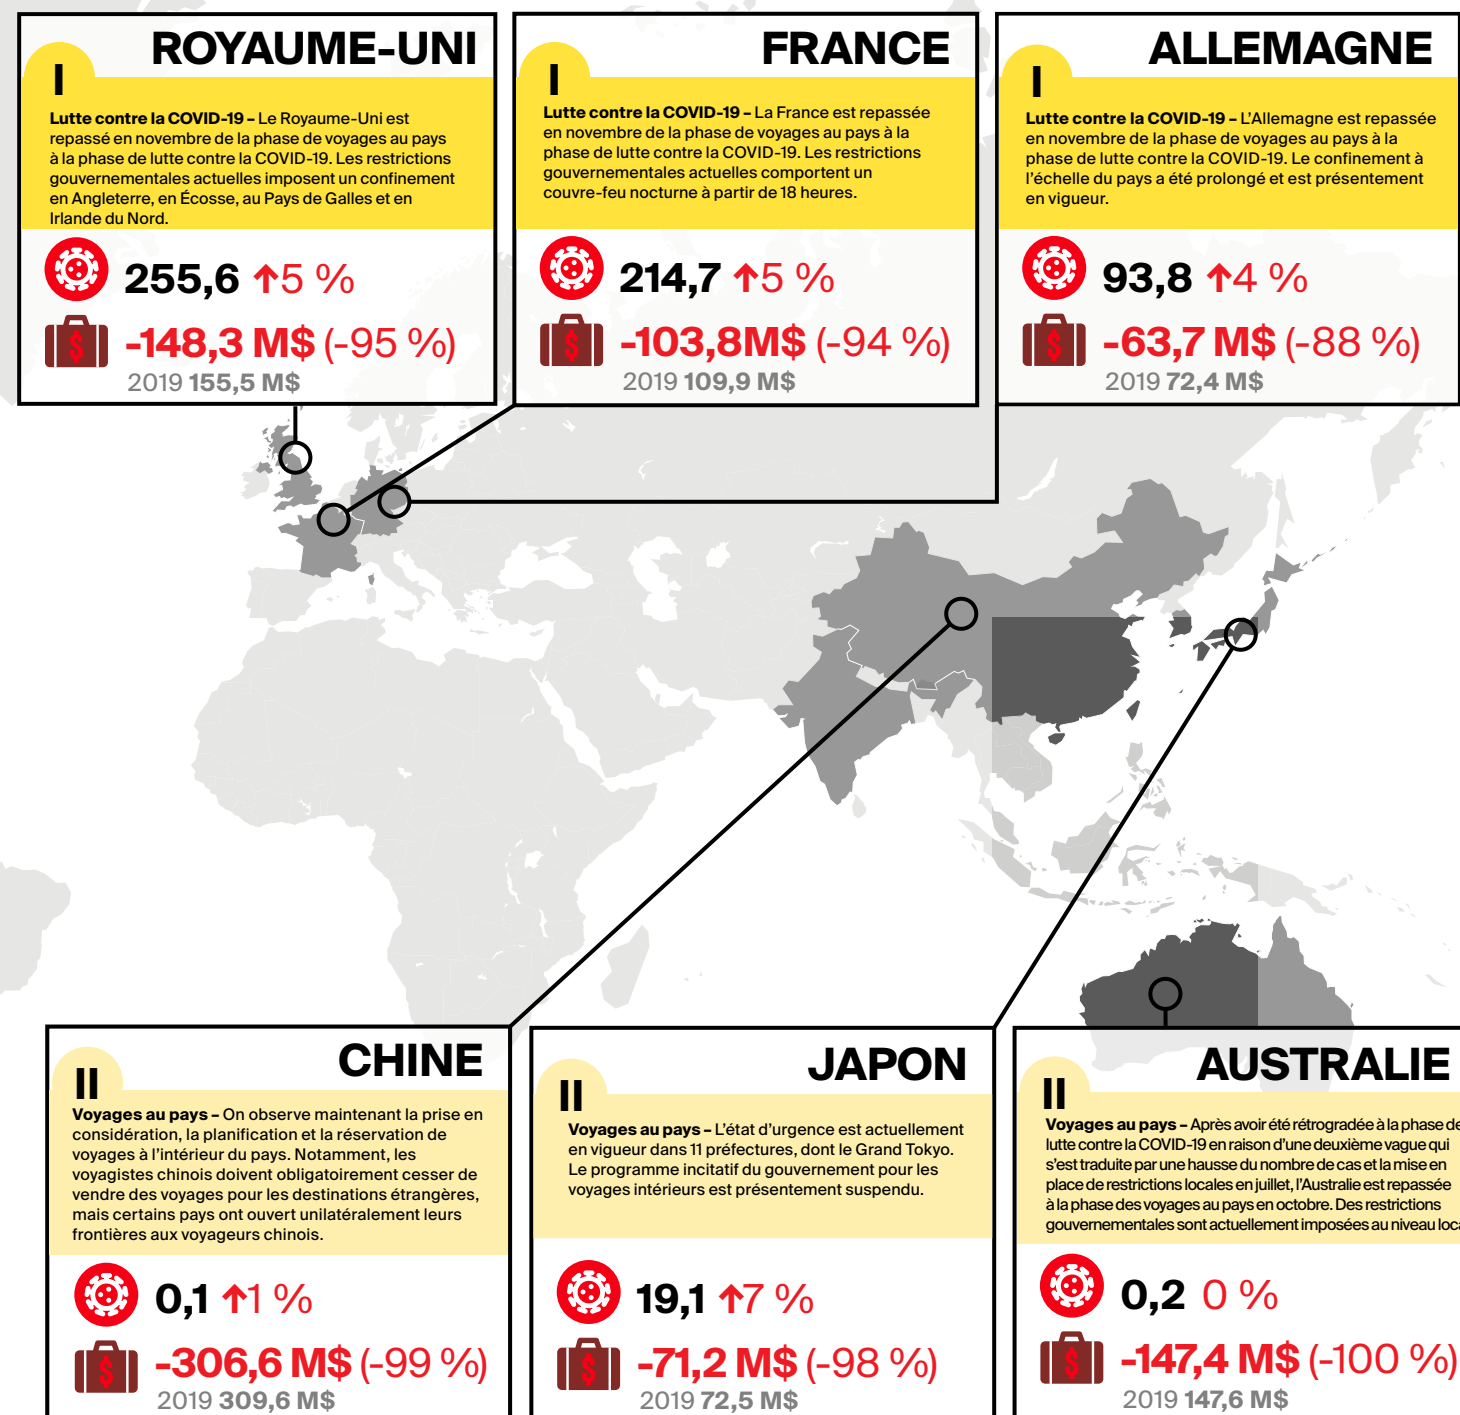 ROYAUME-UNI
I
Lutte contre la COVID-19 – Le Royaume-Uni est
repassé en novembre de la phase de voyages au pays
à la phase de lutte contre la COVID-19. Les restrictions
gouvernementales actuelles imposent un confinement
en Angleterre, en Écosse, au Pays de Galles et en
Irlande du Nord.
255,6 ↑5 %
-148,3 M$ (-95 %)
2019 155,5 M$
FRANCE
I
Lutte contre la COVID-19 – La France est repassée
en novembre de la phase de voyages au pays à la
phase de lutte contre la COVID-19. Les restrictions
gouvernementales actuelles comportent un
couvre-feu nocturne à partir de 18 heures.
214,7 ↑5 %
-103,8M$ (-94 %)
2019 109,9 M$
ALLEMAGNE
I
Lutte contre la COVID-19 – L’Allemagne est repassée
en novembre de la phase de voyages au pays à la
phase de lutte contre la COVID-19. Le confinement à
l’échelle du pays a été prolongé et est présentement
en vigueur.
93,8 ↑4 %
-63,7 M$ (-88 %)
2019 72,4 M$
CHINE
II
Voyages au pays – On observe maintenant la prise en
considération, la planification et la réservation de
voyages à l’intérieur du pays. Notamment, les
voyagistes chinois doivent obligatoirement cesser de
vendre des voyages pour les destinations étrangères,
mais certains pays ont ouvert unilatéralement leurs
frontières aux voyageurs chinois.
0,1 ↑1 %
-306,6 M$ (-99 %)
2019 309,6 M$
JAPON
II
Voyages au pays – L’état d’urgence est actuellement
en vigueur dans 11 préfectures, dont le Grand Tokyo.
Le programme incitatif du gouvernement pour les
voyages intérieurs est présentement suspendu.
19,1 ↑7 %
-71,2 M$ (-98 %)
2019 72,5 M$
AUSTRALIE
II
Voyages au pays – Après avoir été rétrogradée à la phase de
lutte contre la COVID-19 en raison d’une deuxième vague qui
s’est traduite par une hausse du nombre de cas et la mise en
place de restrictions locales en juillet, l’Australie est repassée
à la phase des voyages au pays en octobre. Des restrictions
gouvernementales sont actuellement imposées au niveau loca
0,2 0 %
-147,4 M$ (-100 %)
2019 147,6 M$